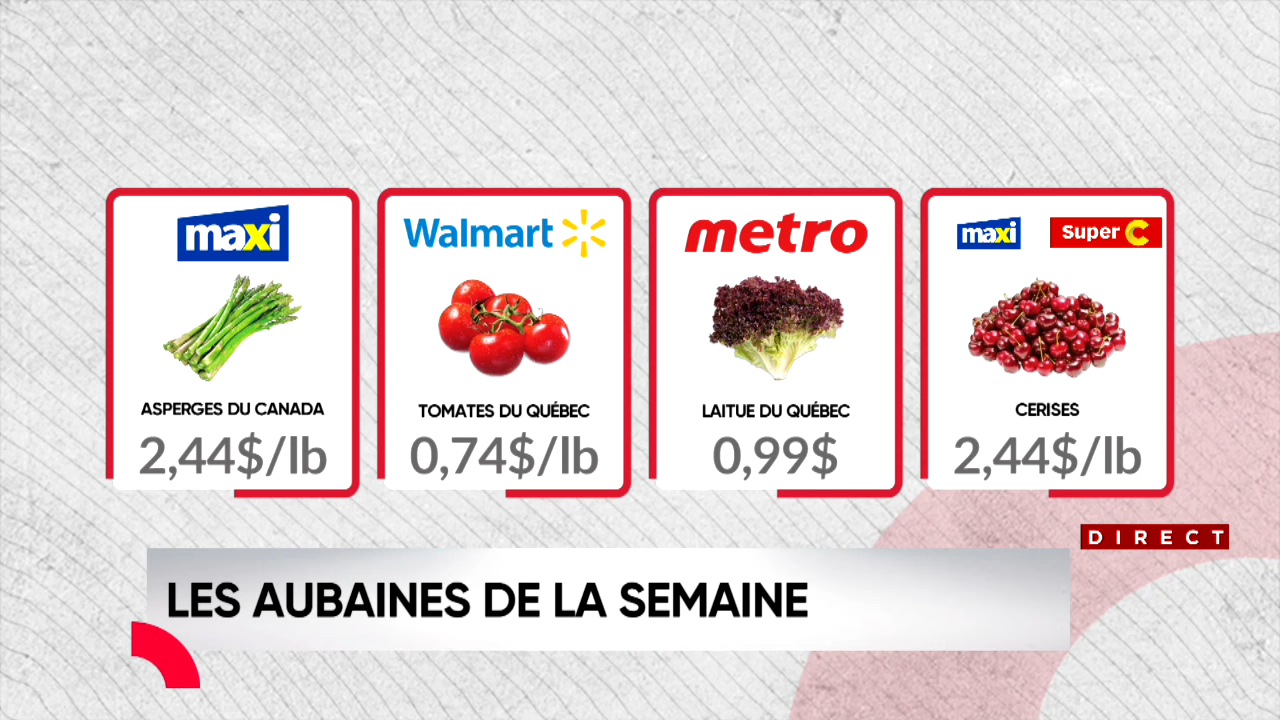 maxi
ASPERGES DU CANADA
2,44$/lb
Walmart
TOMATES DU QUÉBEC
0,74$/lb
metro
LAITUE DU QUÉBEC
0,99$
maxi Super C
CERISES
2,44$/lb
DIRECT
LES AUBAINES DE LA SEMAINE